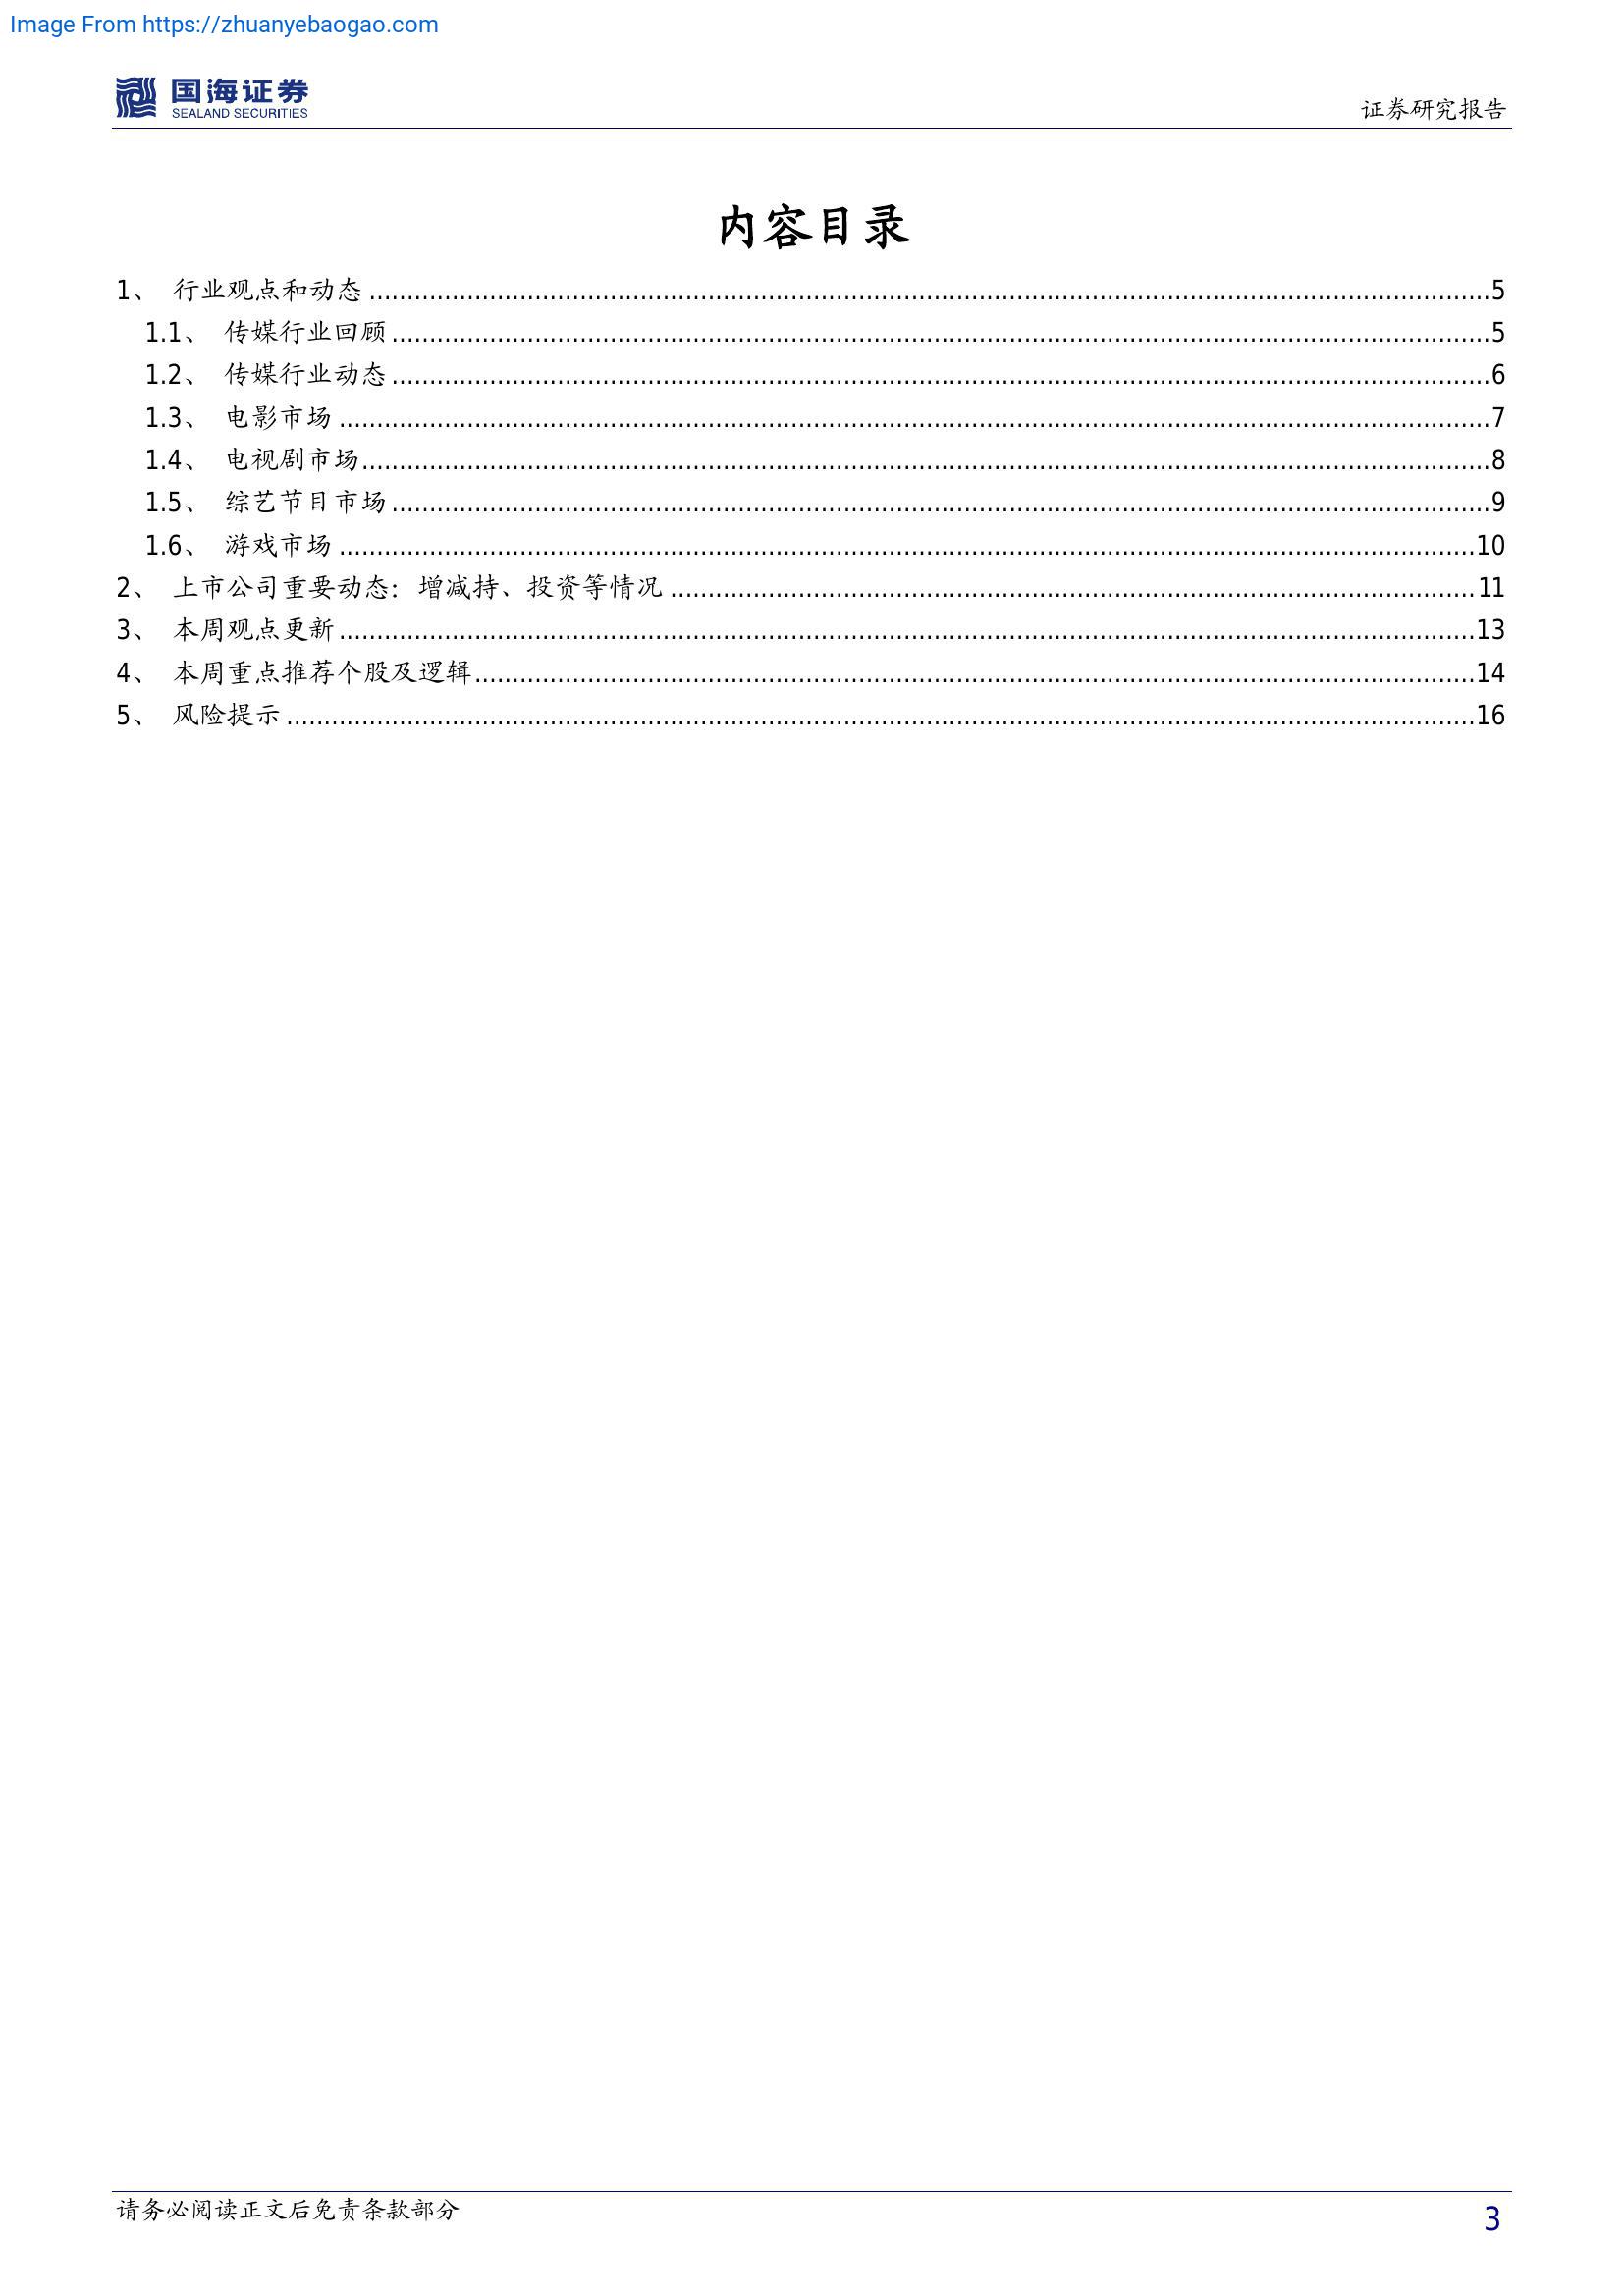 Image From https://zhuanyebaogao.com
国海证券
SEALAND SECURITIES
证券研究报告
内容目录
1、 行业观点和动态 ........ 5
1.1、 传媒行业回顾 ........ 5
1.2、 传媒行业动态 ........ 6
1.3、 电影市场 ........ 7
1.4、 电视剧市场 ........ 8
1.5、 综艺节目市场 ........ 9
1.6、 游戏市场 ........ 10
2、 上市公司重要动态：增减持、投资等情况 ........ 11
3、 本周观点更新 ........ 13
4、 本周重点推荐个股及逻辑 ........ 14
5、 风险提示 ........ 16
请务必阅读正文后免责条款部分
3